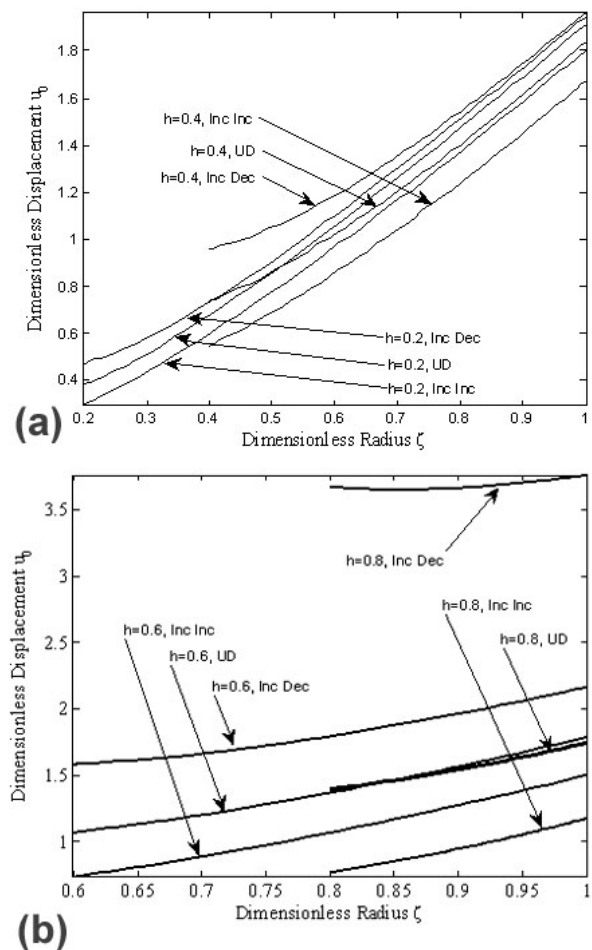 1.8
1.6
1.4
1.2
1
0.8
0.6
0.4
Dimensionless Displacement u₀
h=0.4, Inc Inc
h=0.4, UD
h=0.4, Inc Dec
h=0.2, Inc Dec
h=0.2, UD
h=0.2, Inc Inc
0.2 0.3 0.4 0.5 0.6 0.7 0.8 0.9 1
Dimensionless Radius ζ
(a)
3.5
3
2.5
2
1.5
1
Dimensionless Displacement u₀
h=0.8, Inc Dec
h=0.8, Inc Inc
h=0.8, UD
h=0.6, Inc Inc
h=0.6, UD
h=0.6, Inc Dec
0.6 0.65 0.7 0.75 0.8 0.85 0.9 0.95 1
Dimensionless Radius ζ
(b)